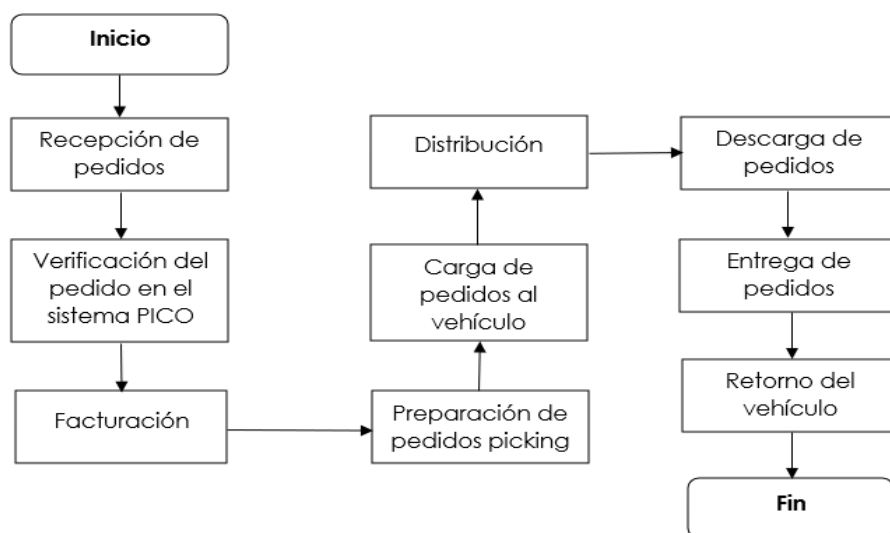 Inicio
Recepción de
pedidos
Verificación del
pedido en el
sistema PICO
Facturación
Preparación de
pedidos picking
Carga de
pedidos al
vehículo
Distribución
Descarga de
pedidos
Entrega de
pedidos
Retorno del
vehículo
Fin